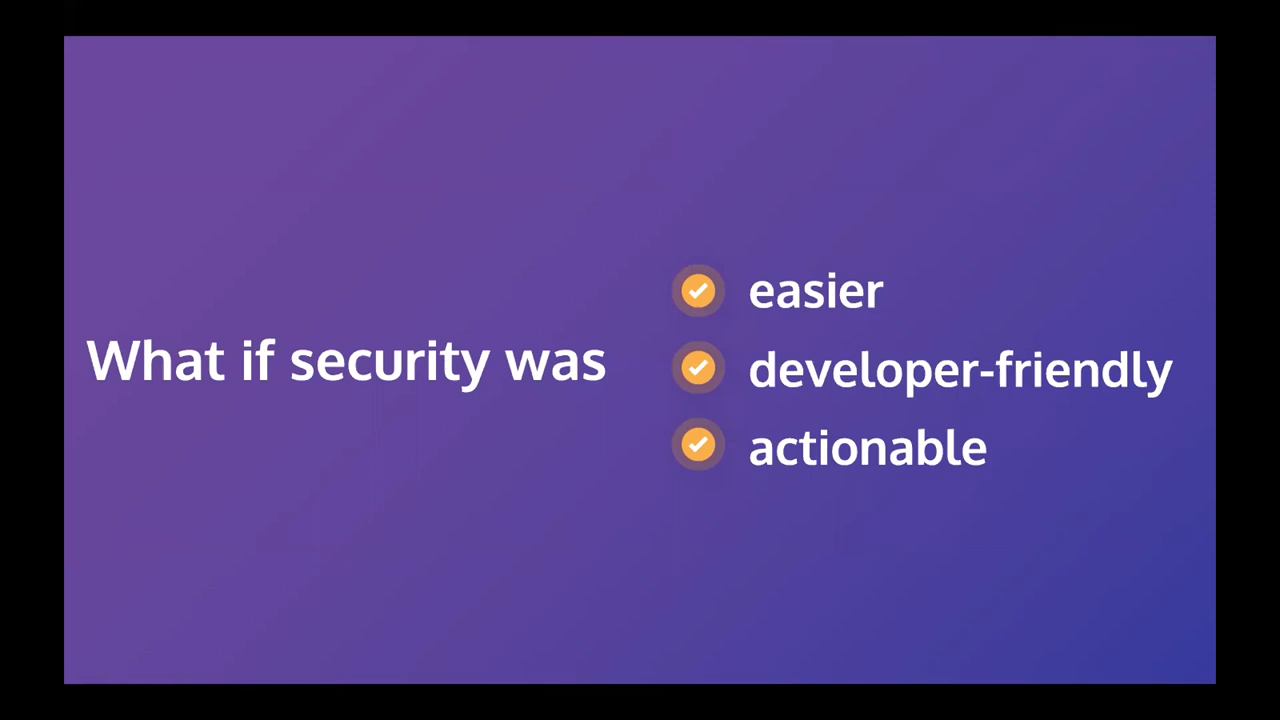 What if security was
easier
developer-friendly
actionable